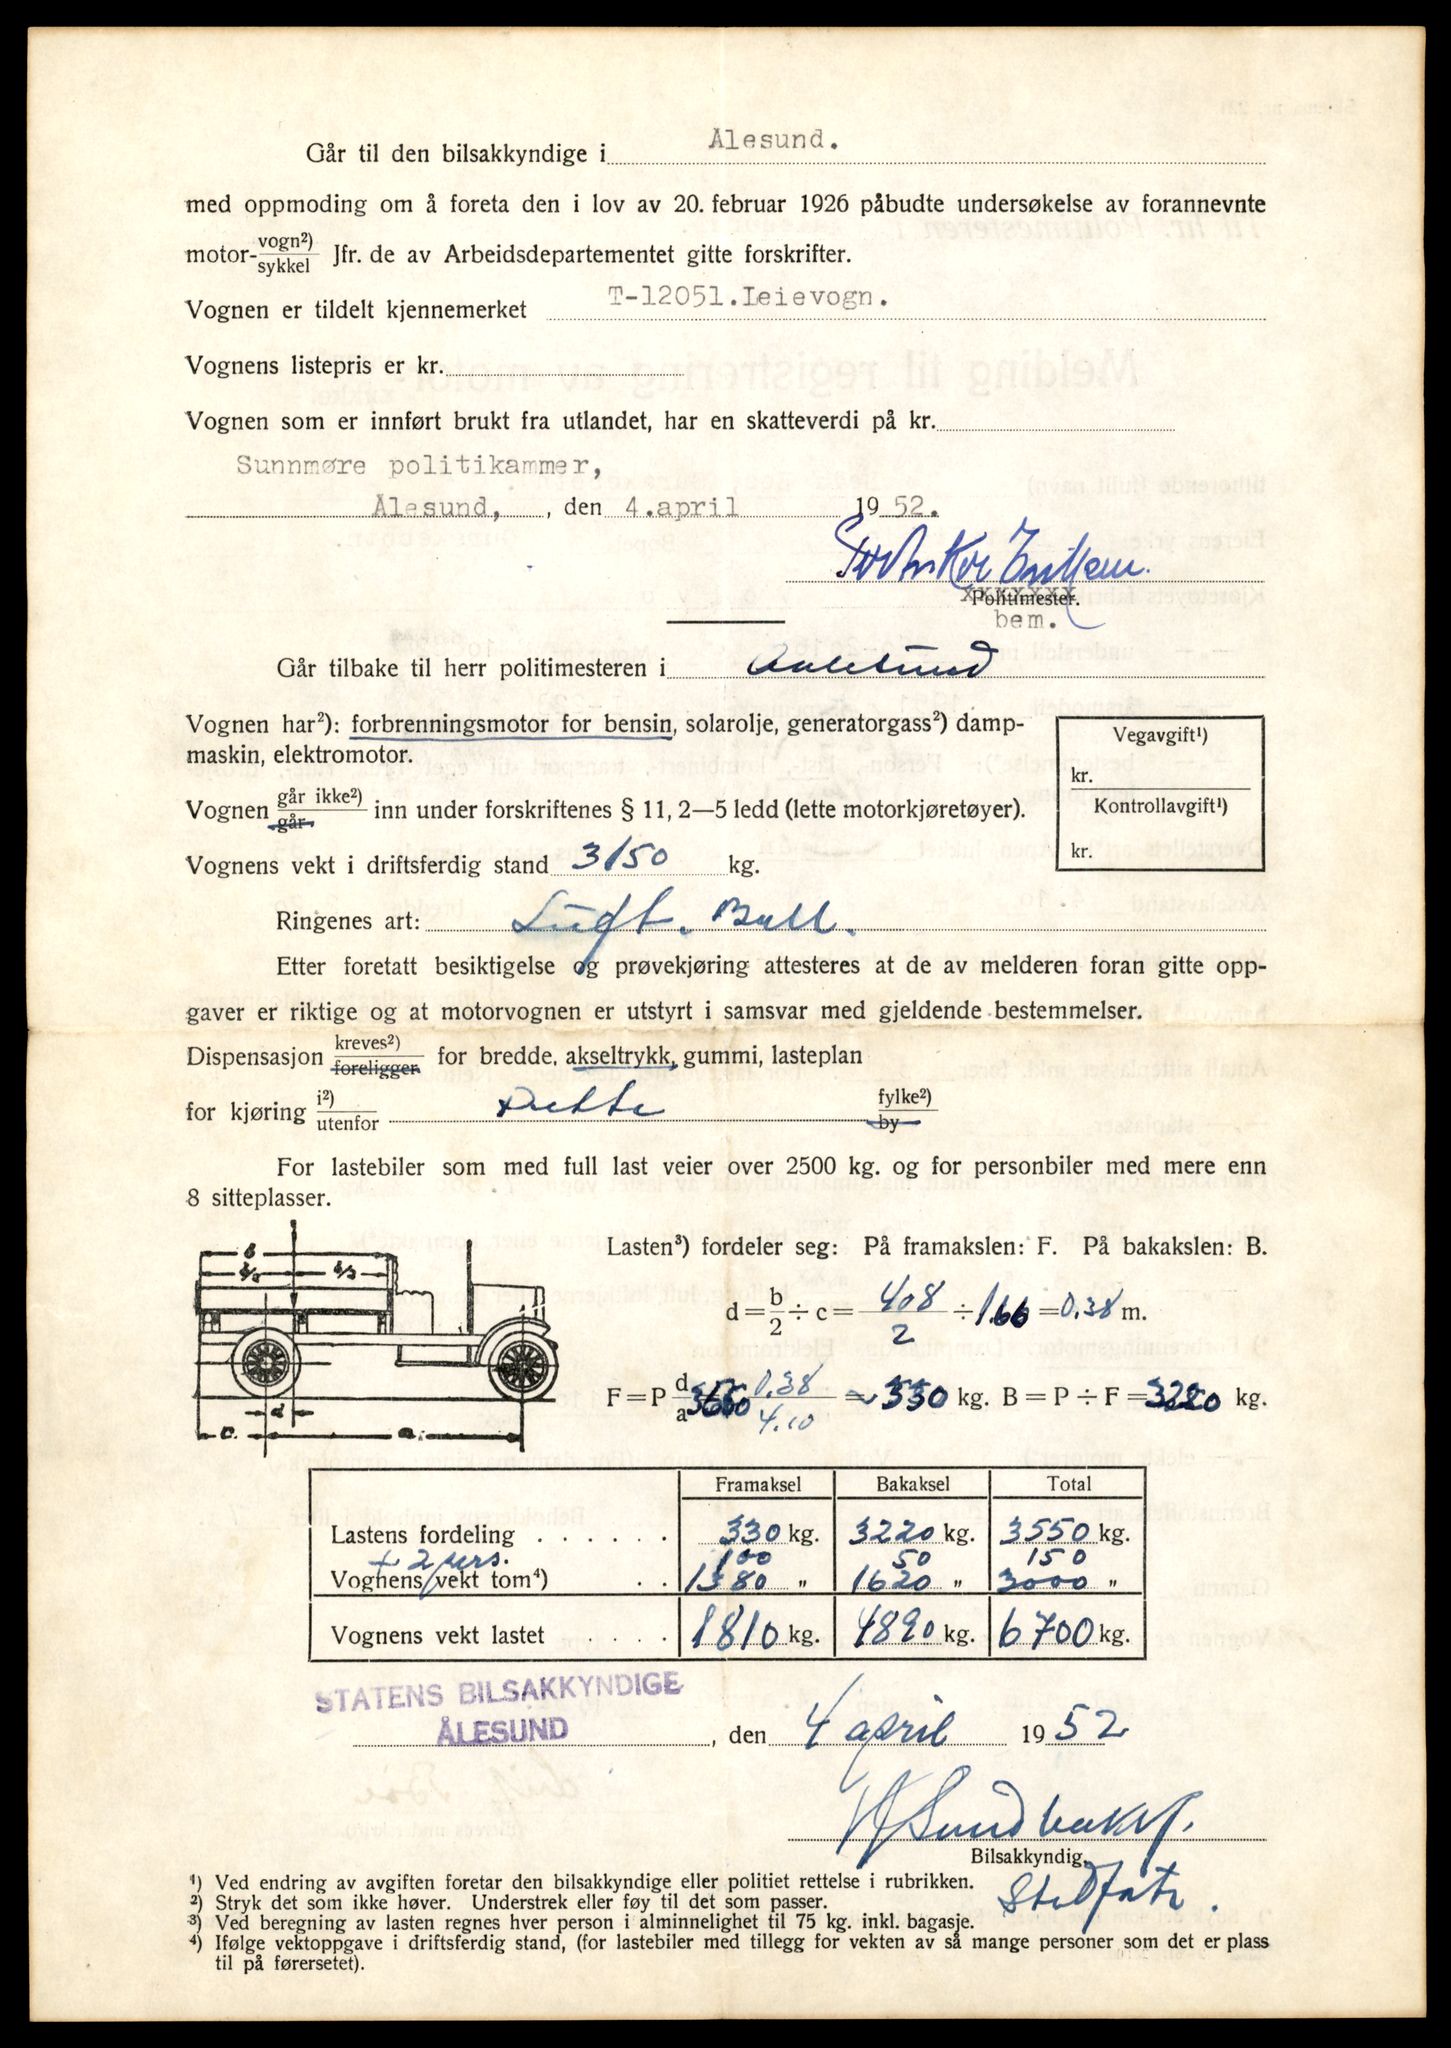 Går til den bilsakkyndige i Ålesund.
med oppmoding om å foreta den i lov av 20. februar 1926 påbudte undersøkelse av forannevnte
motor- vogn²) sykkel Jfr. de av Arbeidsdepartementet gitte forskrifter.
Vognen er tildelt kjennemerket T-12051. Leievogn.
Vognens listepris er kr.
Vognen som er innført brukt fra utlandet, har en skatteverdi på kr.
Sunnmøre politikammer,
Ålesund, , den 4. april 19 52.
Politimester.
bem.
Går tilbake til herr politimesteren i Aalesund
Vognen har²): forbrenningsmotor for bensin, solarolje, generatorgass²) damp-
maskin, elektromotor.
Vegavgift¹)
kr.
Vognen går ikke²) går inn under forskriftenes § 11, 2—5 ledd (lette motorkjøretøyer).
Kontrollavgift¹)
kr.
Vognens vekt i driftsferdig stand 3150 kg.
Ringenes art: Luft. Ball.
Etter foretatt besiktigelse og prøvekjøring attesteres at de av melderen foran gitte opp-
gaver er riktige og at motorvognen er utstyrt i samsvar med gjeldende bestemmelser.
Dispensasjon kreves²) foreligger for bredde, akseltrykk, gummi, lasteplan
for kjøring i²) utenfor Dette fylke²) by
For lastebiler som med full last veier over 2500 kg. og for personbiler med mere enn
8 sitteplasser.
Lasten³) fordeler seg: På framakslen: F. På bakakslen: B.
d = b/2 ÷ c = 408/2 ÷ 1.66 = 0.38 m.
F = P d/a 0.38/4.10 = 330 kg. B = P ÷ F = 3220 kg.
b
b/2 b/2
d
c. a.
Framaksel Bakaksel Total
Lastens fordeling . . . . . . 330 kg. 3220 kg. 3550 kg.
+ 2 pers. 100 50 150
Vognens vekt tom⁴) . . 1380 „ 1620 „ 3000 „
Vognens vekt lastet . . . . 1810 kg. 4890 kg. 6700 kg.
STATENS BILSAKKYNDIGE
ÅLESUND
, den 4 april 19 52
Sundbakk
Bilsakkyndig.
¹) Ved endring av avgiften foretar den bilsakkyndige eller politiet rettelse i rubrikken.
²) Stryk det som ikke høver. Understrek eller føy til det som passer.
³) Ved beregning av lasten regnes hver person i alminnelighet til 75 kg. inkl. bagasje.
⁴) Ifølge vektoppgave i driftsferdig stand, (for lastebiler med tillegg for vekten av så mange personer som det er plass
til på førersetet).